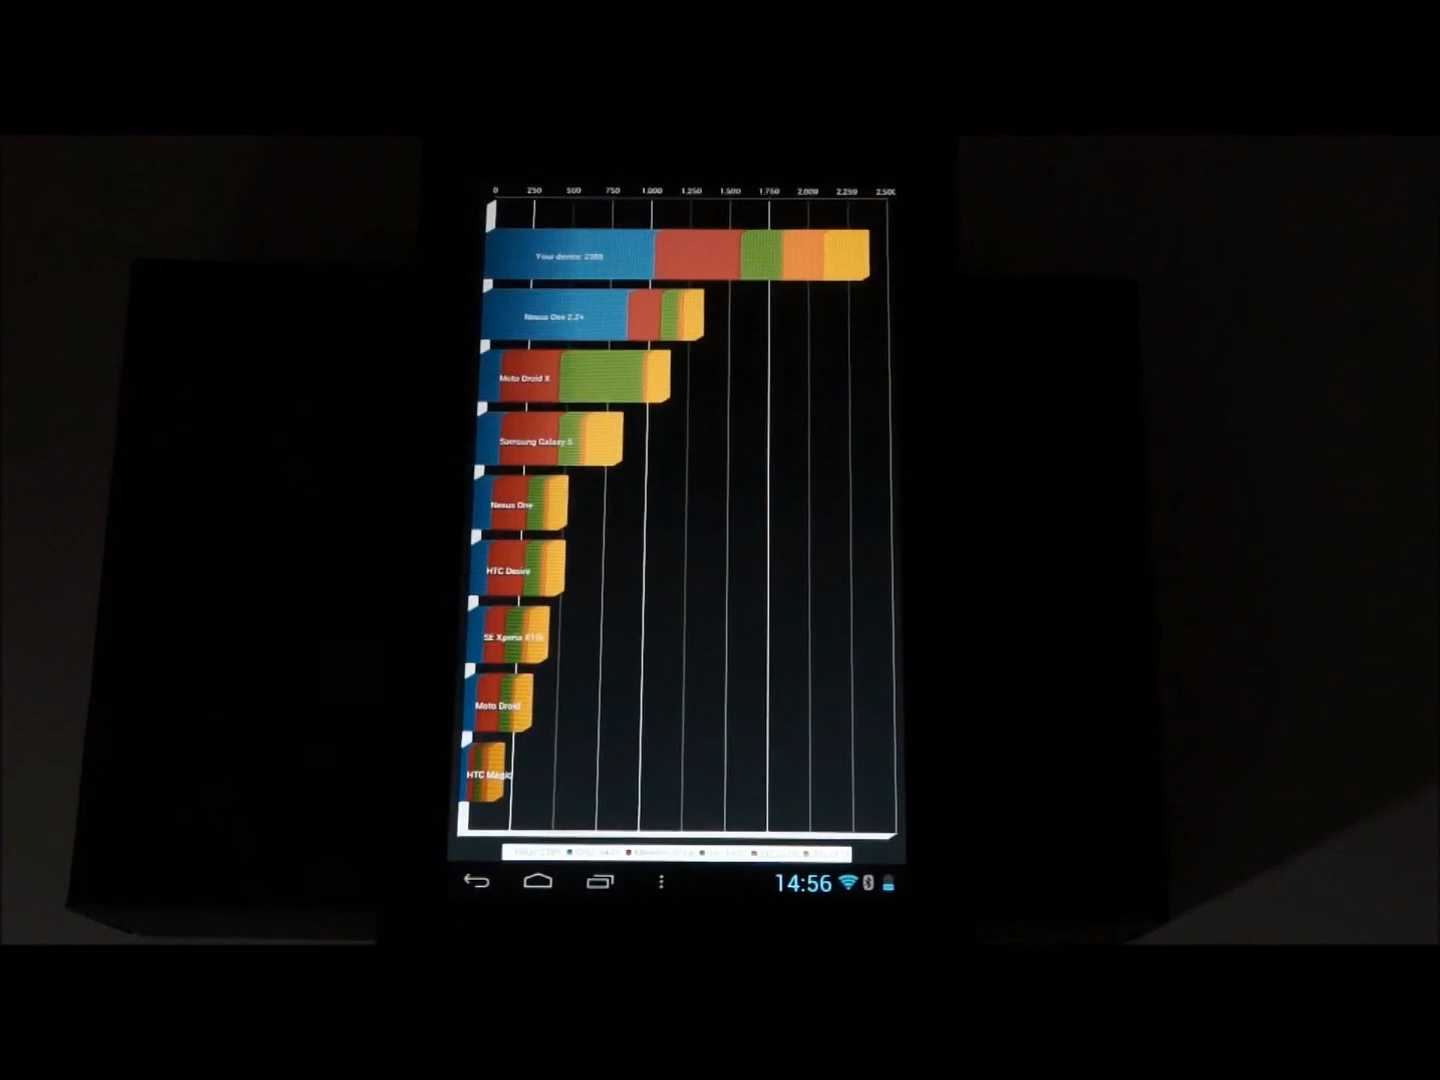 0 250 500 750 1,000 1,250 1,500 1,750 2,000 2,250 2,500
Your device: 2383
Nexus One 2.2+
Moto Droid X
Samsung Galaxy S
Nexus One
HTC Desire
SE Xperia X10i
Moto Droid
HTC Magic
14:56